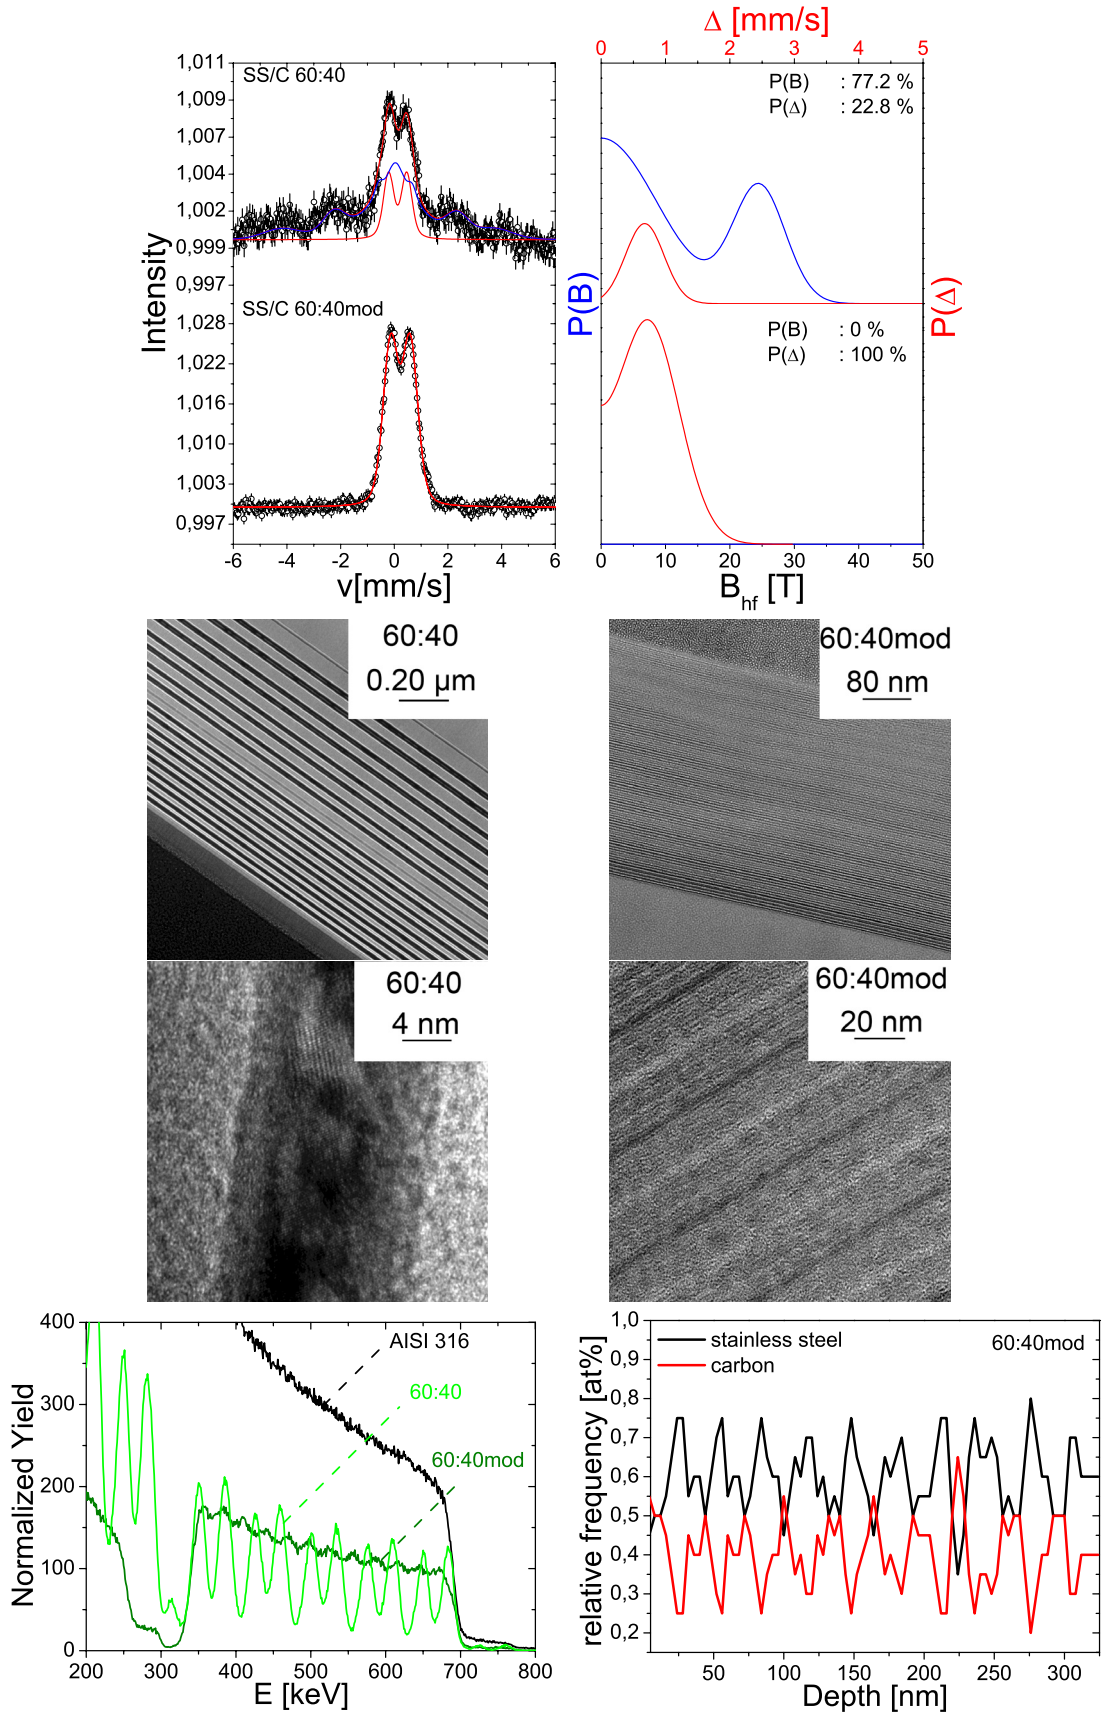 Δ [mm/s]
0 1 2 3 4 5
SS/C 60:40
P(B) : 77.2 %
P(Δ) : 22.8 %
1,011
1,009
1,007
1,004
1,002
0,999
0,997
Intensity
P(B)
P(Δ)
SS/C 60:40mod
P(B) : 0 %
P(Δ) : 100 %
1,028
1,022
1,016
1,010
1,003
0,997
-6 -4 -2 0 2 4 6
v[mm/s]
0 10 20 30 40 50
Bhf [T]
60:40
0.20 µm
60:40mod
80 nm
60:40
4 nm
60:40mod
20 nm
400
300
200
100
0
Normalized Yield
AISI 316
60:40
60:40mod
200 300 400 500 600 700 800
E [keV]
1,0
0,9
0,8
0,7
0,6
0,5
0,4
0,3
0,2
relative frequency [at%]
stainless steel
carbon
60:40mod
50 100 150 200 250 300
Depth [nm]